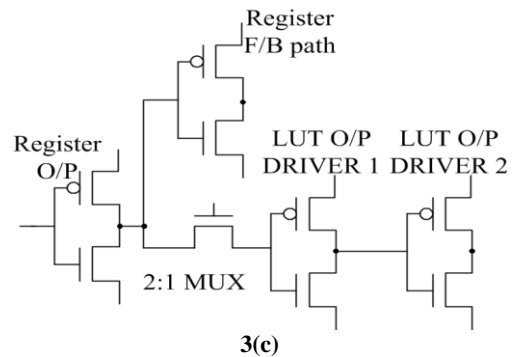 Register
F/B path
Register
O/P
LUT O/P
DRIVER 1
LUT O/P
DRIVER 2
2:1 MUX
3(c)